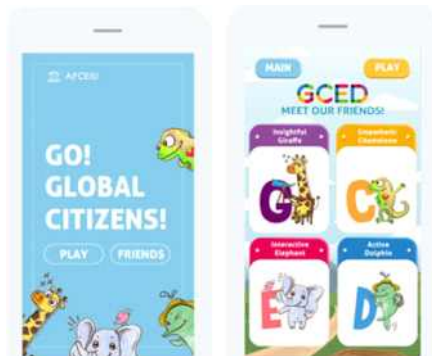 GO!
GLOBAL
CITIZENS!
PLAY
FRIENDS
MAIN
PLAY
GCED
MEET OUR FRIENDS!
Insightful
Giraffe
Empathetic
Chameleon
G
C
Interactive
Elephant
Active
Dolphin
E
D